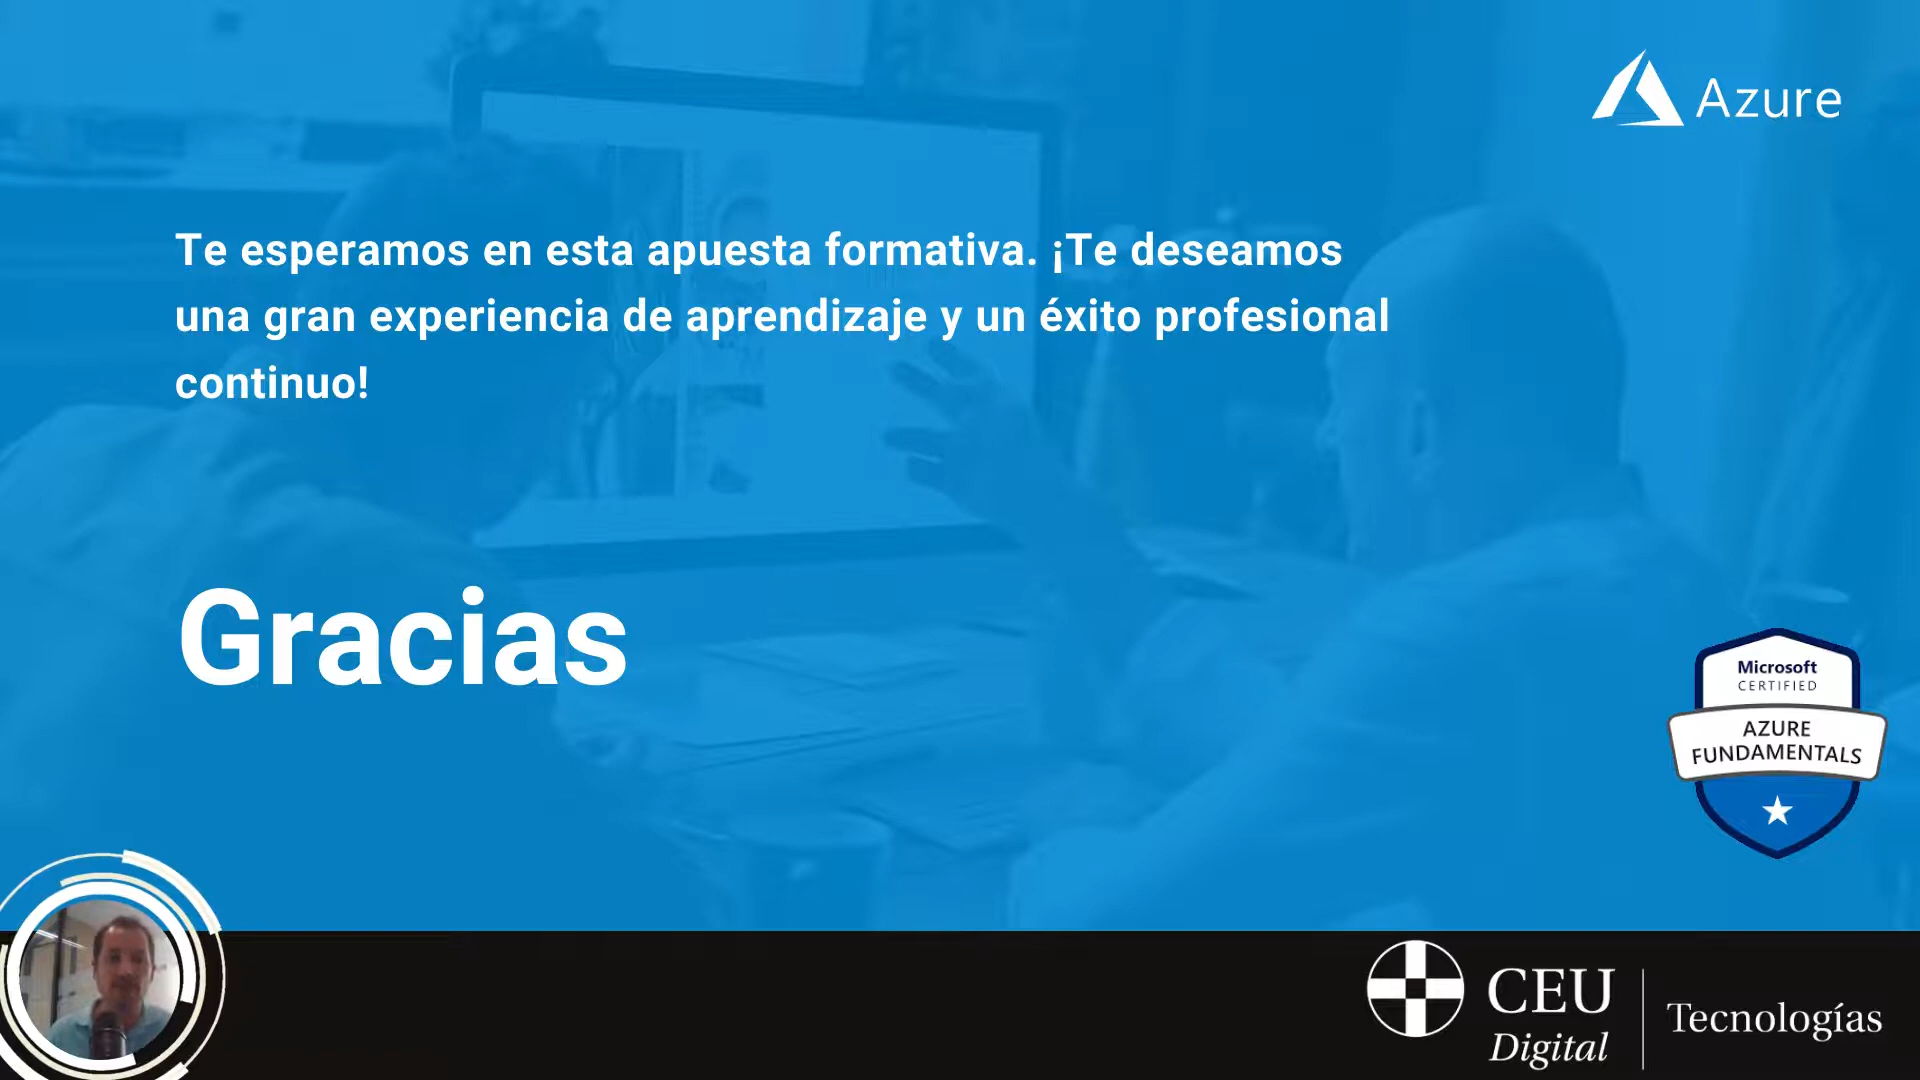 Azure
Te esperamos en esta apuesta formativa. ¡Te deseamos
una gran experiencia de aprendizaje y un éxito profesional
continuo!
Gracias
Microsoft
CERTIFIED
AZURE
FUNDAMENTALS
CEU
Digital
Tecnologías